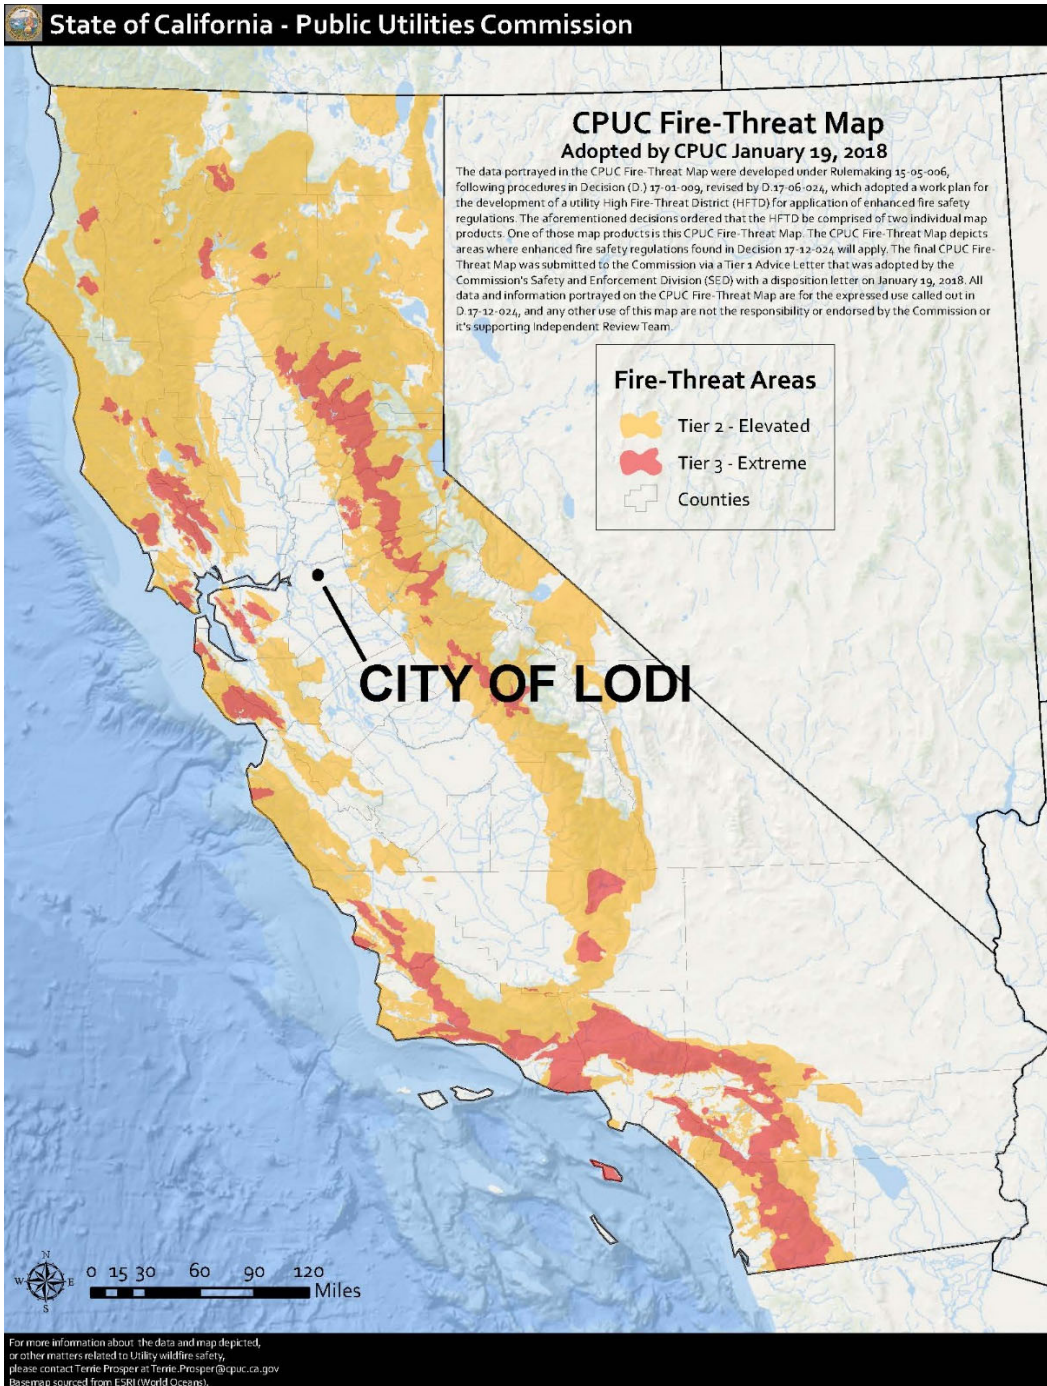 State of California - Public Utilities Commission
CPUC Fire-Threat Map
Adopted by CPUC January 19, 2018
The data portrayed in the CPUC Fire-Threat Map were developed under Rulemaking 15-05-006,
following procedures in Decision (D.) 17-01-009, revised by D.17-06-024, which adopted a work plan for
the development of a utility High Fire-Threat District (HFTD) for application of enhanced fire safety
regulations. The aforementioned decisions ordered that the HFTD be comprised of two individual map
products. One of those map products is this CPUC Fire-Threat Map. The CPUC Fire-Threat Map depicts
areas where enhanced fire safety regulations found in Decision 17-12-024 will apply. The final CPUC Fire-
Threat Map was submitted to the Commission via a Tier 1 Advice Letter that was adopted by the
Commission's Safety and Enforcement Division (SED) with a disposition letter on January 19, 2018. All
data and information portrayed on the CPUC Fire-Threat Map are for the expressed use called out in
D.17-12-024, and any other use of this map are not the responsibility or endorsed by the Commission or
it's supporting Independent Review Team.
Fire-Threat Areas
Tier 2 - Elevated
Tier 3 - Extreme
Counties
CITY OF LODI
N
W E
S
0 15 30 60 90 120
Miles
For more information about the data and map depicted,
or other matters related to Utility wildfire safety,
please contact Terrie Prosper at Terrie.Prosper@cpuc.ca.gov
Basemap sourced from ESRI (World Oceans).